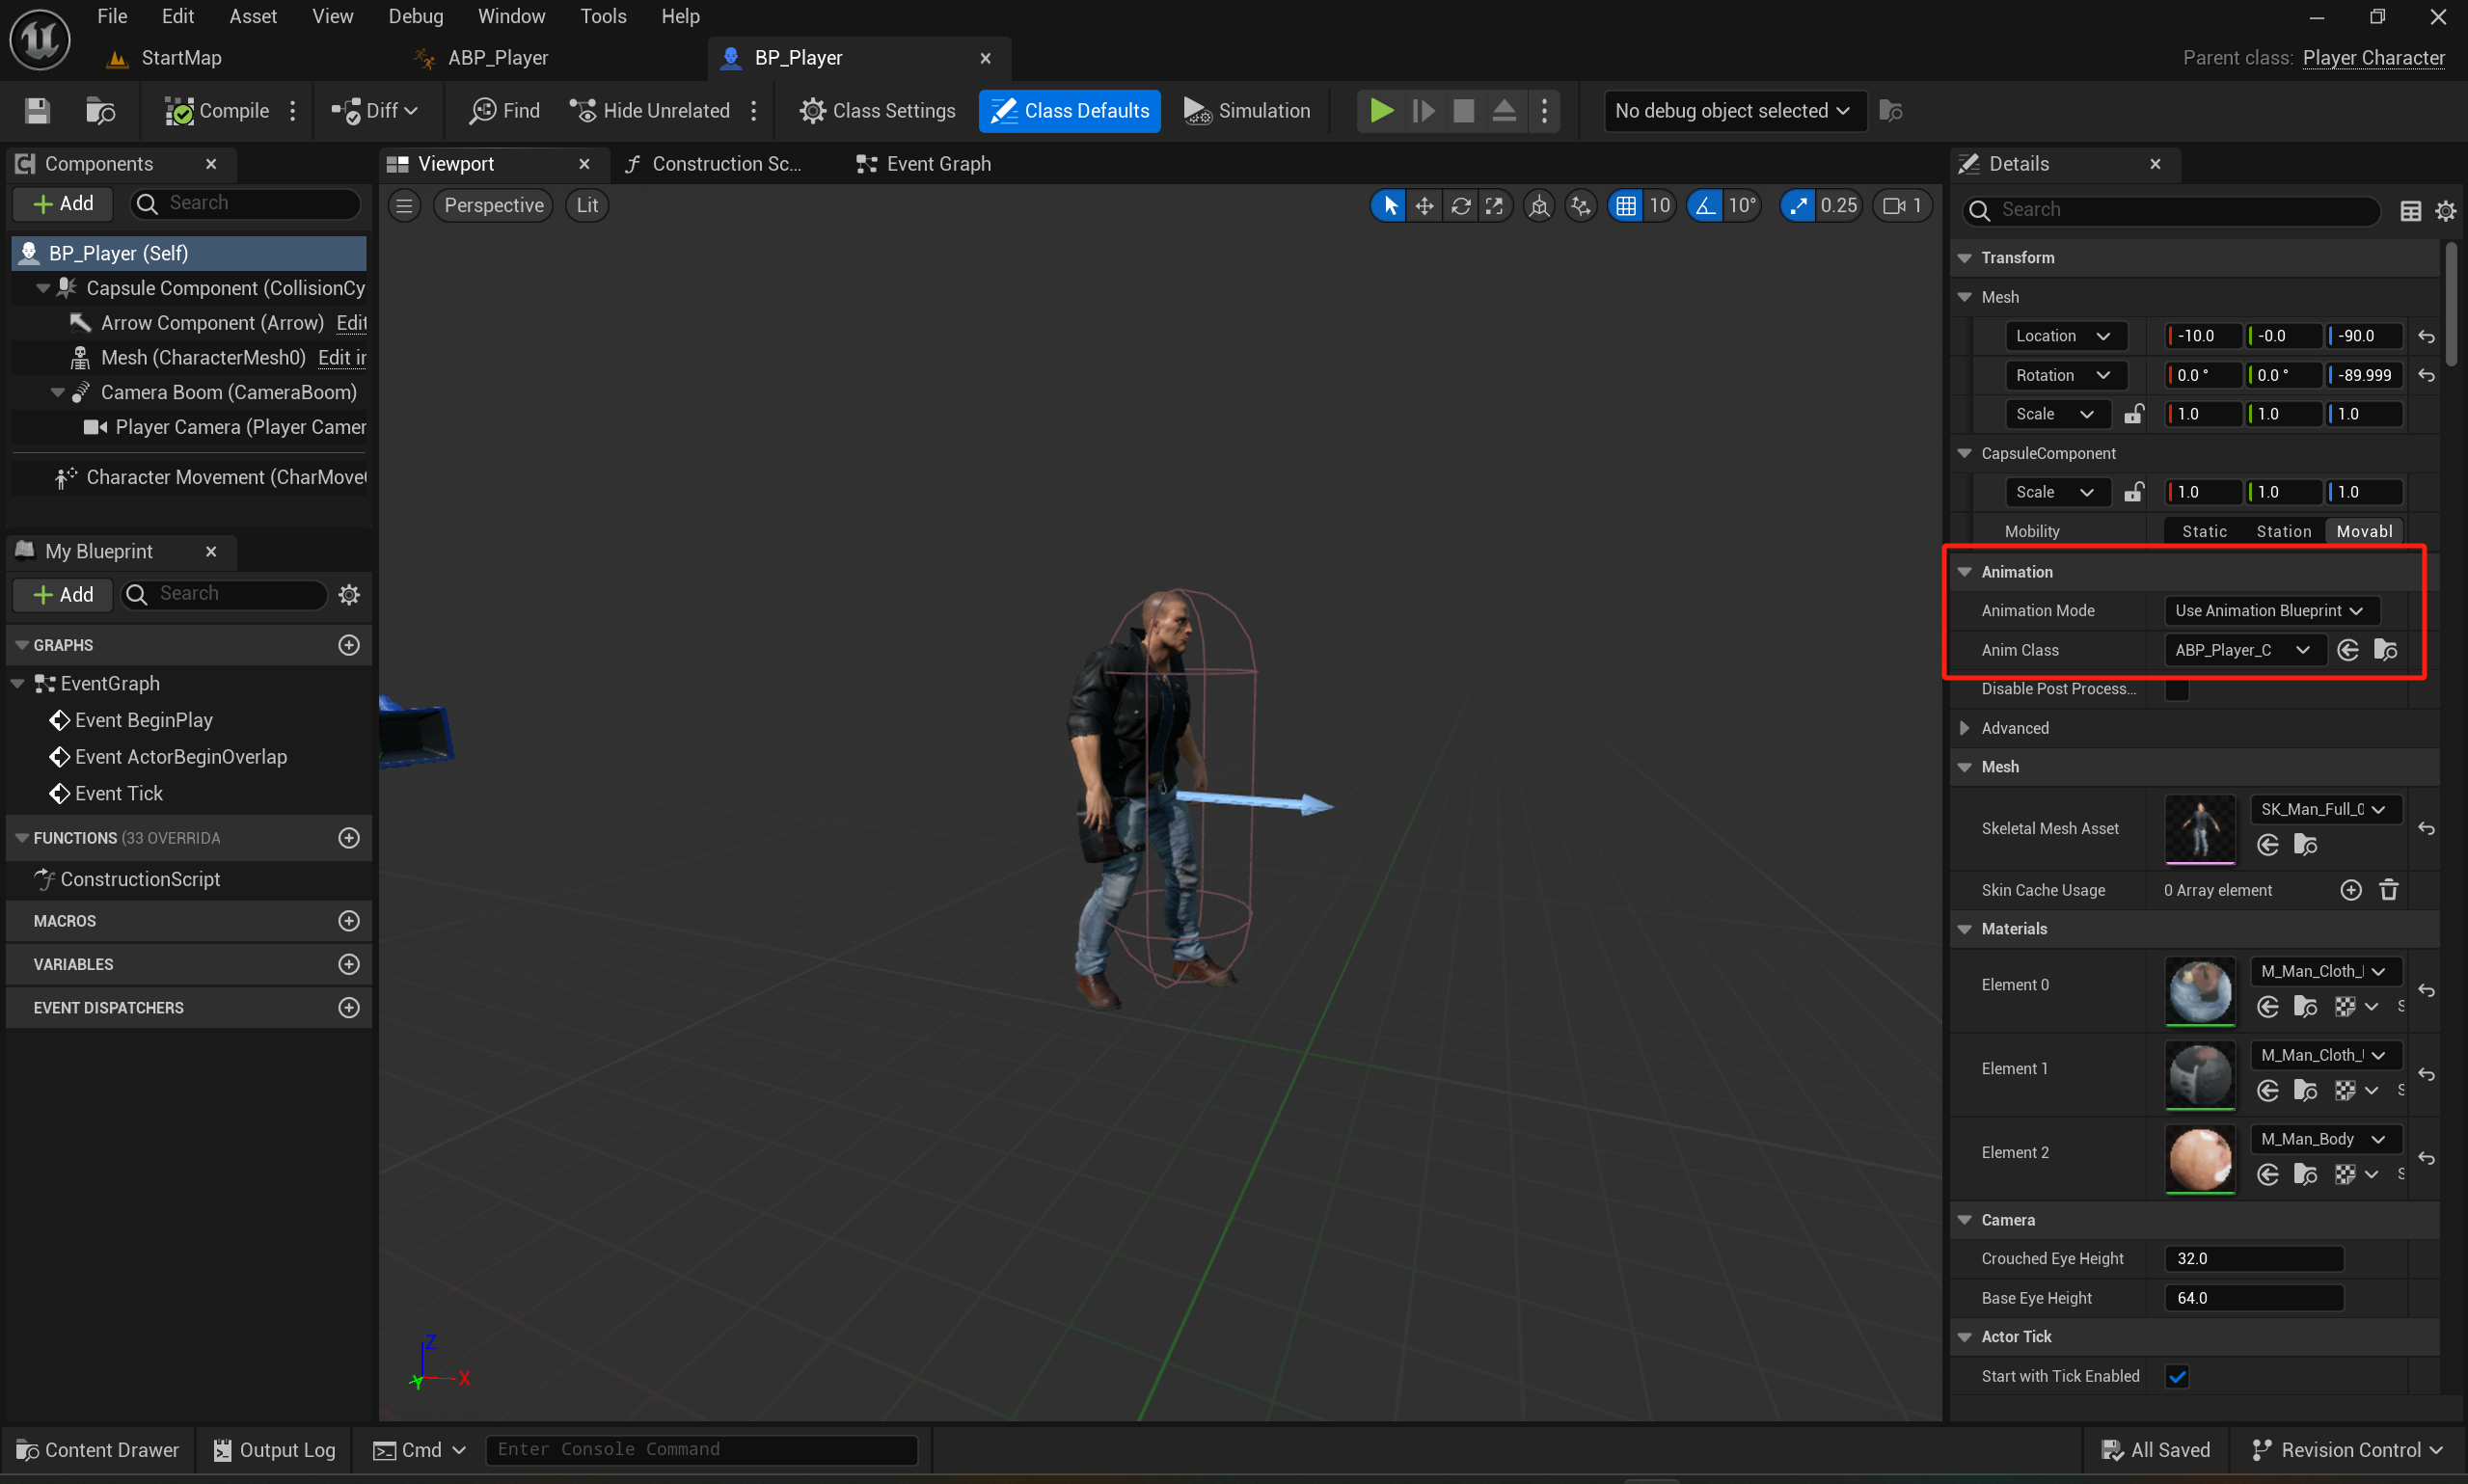 File Edit Asset View Debug Window Tools Help
StartMap ABP_Player BP_Player Parent class: Player Character
Compile Diff Find Hide Unrelated Class Settings Class Defaults Simulation No debug object selected
Components Viewport Construction Sc... Event Graph Details
Add Search Perspective Lit 10 10° 0.25 1 Search
BP_Player (Self)
Capsule Component (CollisionCy
Arrow Component (Arrow) Edit
Mesh (CharacterMesh0) Edit ir
Camera Boom (CameraBoom)
Player Camera (Player Camer
Character Movement (CharMove
My Blueprint
Add Search
GRAPHS
EventGraph
Event BeginPlay
Event ActorBeginOverlap
Event Tick
FUNCTIONS (33 OVERRIDA
ConstructionScript
MACROS
VARIABLES
EVENT DISPATCHERS
Z
Y X
Transform
Mesh
Location -10.0 -0.0 -90.0
Rotation 0.0 ° 0.0 ° -89.999
Scale 1.0 1.0 1.0
CapsuleComponent
Scale 1.0 1.0 1.0
Mobility Static Station Movabl
Animation
Animation Mode Use Animation Blueprint
Anim Class ABP_Player_C
Disable Post Process...
Advanced
Mesh
Skeletal Mesh Asset SK_Man_Full_0
Skin Cache Usage 0 Array element
Materials
Element 0 M_Man_Cloth_
Element 1 M_Man_Cloth_
Element 2 M_Man_Body
Camera
Crouched Eye Height 32.0
Base Eye Height 64.0
Actor Tick
Start with Tick Enabled
Content Drawer Output Log Cmd Enter Console Command All Saved Revision Control